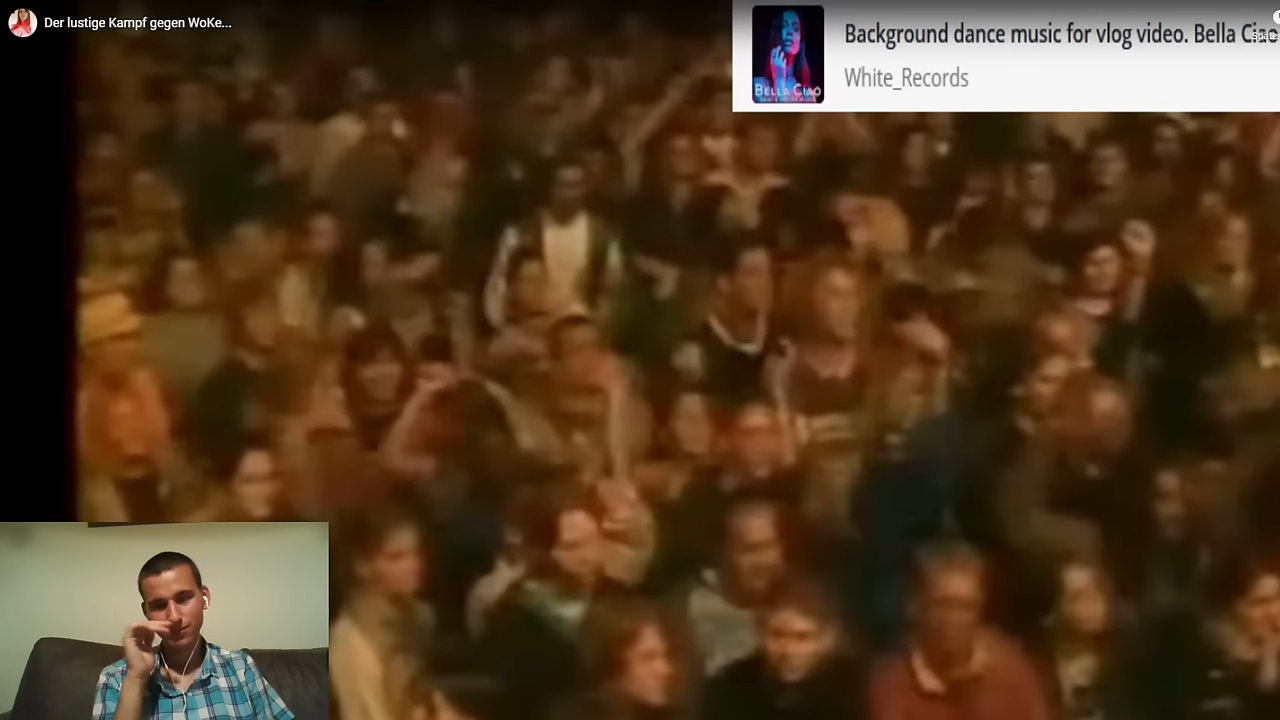 Der lustige Kampf gegen WoKe...
Background dance music for vlog video. Bella Ciao
White_Records
BELLA CIAO